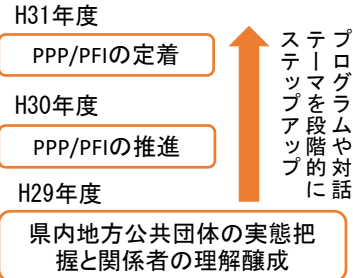 H31年度
PPP/PFIの定着
H30年度
PPP/PFIの推進
H29年度
県内地方公共団体の実態把
握と関係者の理解醸成
プログラムや対話
テーマを段階的に
ステップアップ